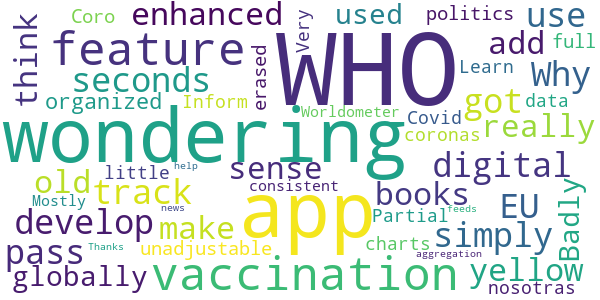 Coro enhanced Very used politics use
think feature erased WHO add full
seconds Learn Why
organized Inform Worldometer Covid got data
wondering coronas really
little sense digital
old track consistent books
Mostly help EU Badly
news Partial feeds
develop make app simply
pass Thanks unadjustable charts aggregation
globally vaccination yellow
nosotras